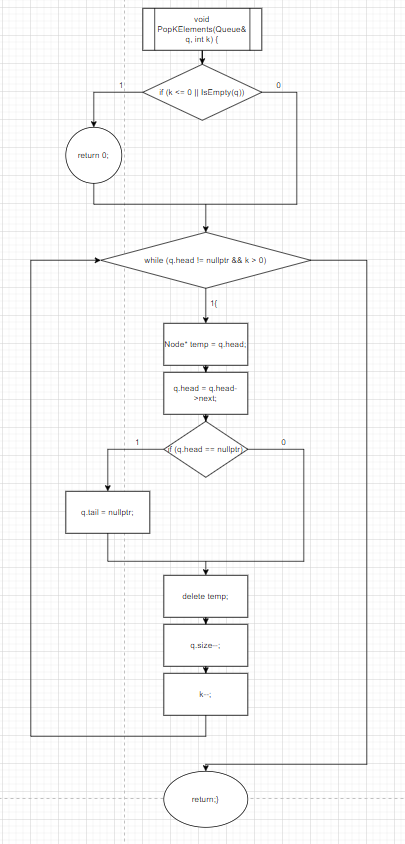 void
PopKElements(Queue&
q, int k) {
1
if (k <= 0 || IsEmpty(q))
0
return 0;
while (q.head != nullptr && k > 0)
1{
Node* temp = q.head;
q.head = q.head-
>next;
1
if (q.head == nullptr)
0
q.tail = nullptr;
delete temp;
q.size--;
k--;
return;}